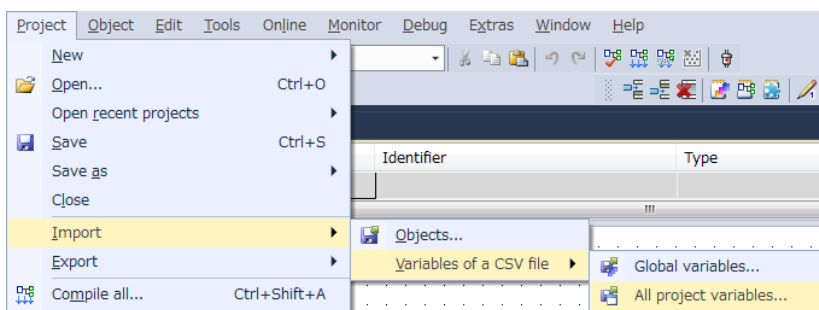 Project Object Edit Tools Online Monitor Debug Extras Window Help
New
Open... Ctrl+O
Open recent projects
Save Ctrl+S
Identifier Type
Save as
Close
Import Objects...
Export Variables of a CSV file Global variables...
Compile all... Ctrl+Shift+A All project variables...